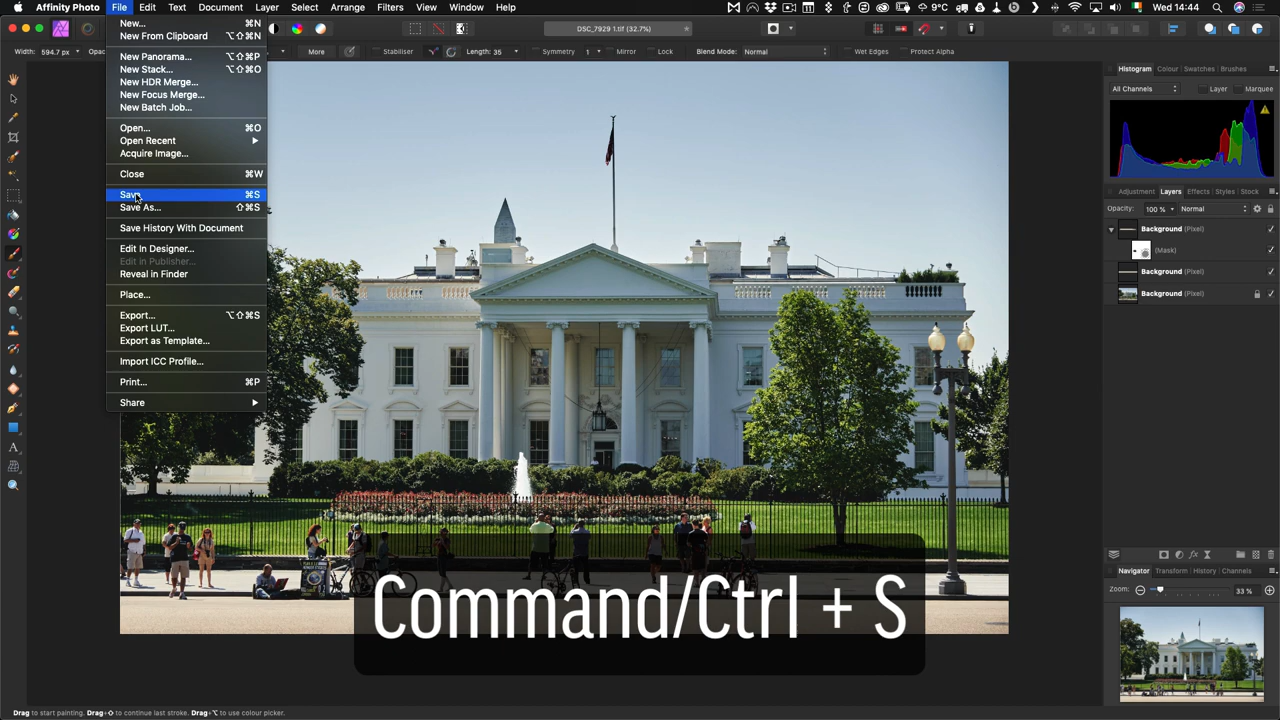 Affinity Photo File Edit Text Document Layer Select Arrange Filters View Window Help 9°C Wed 14:44
DSC_7929 1.tif (32.7%)
Width: 594.7 px Opac More Stabiliser Length: 35 Symmetry 1 Mirror Lock Blend Mode: Normal Wet Edges Protect Alpha
New... ⌘N
New From Clipboard ⌥⇧⌘N
New Panorama... ⌥⇧⌘P
New Stack... ⌥⇧⌘O
New HDR Merge...
New Focus Merge...
New Batch Job...
Open... ⌘O
Open Recent
Acquire Image...
Close ⌘W
Save ⌘S
Save As... ⇧⌘S
Save History With Document
Edit In Designer...
Edit in Publisher...
Reveal in Finder
Place...
Export... ⌥⇧⌘S
Export LUT...
Export as Template...
Import ICC Profile...
Print... ⌘P
Share
Histogram Colour Swatches Brushes
All Channels Layer Marquee
Adjustment Layers Effects Styles Stock
Opacity: 100 % Normal
Background (Pixel)
(Mask)
Background (Pixel)
Background (Pixel)
Navigator Transform History Channels
Zoom: 33 %
Command/Ctrl + S
Drag to start painting. Drag+⇧ to continue last stroke. Drag+⌥ to use colour picker.